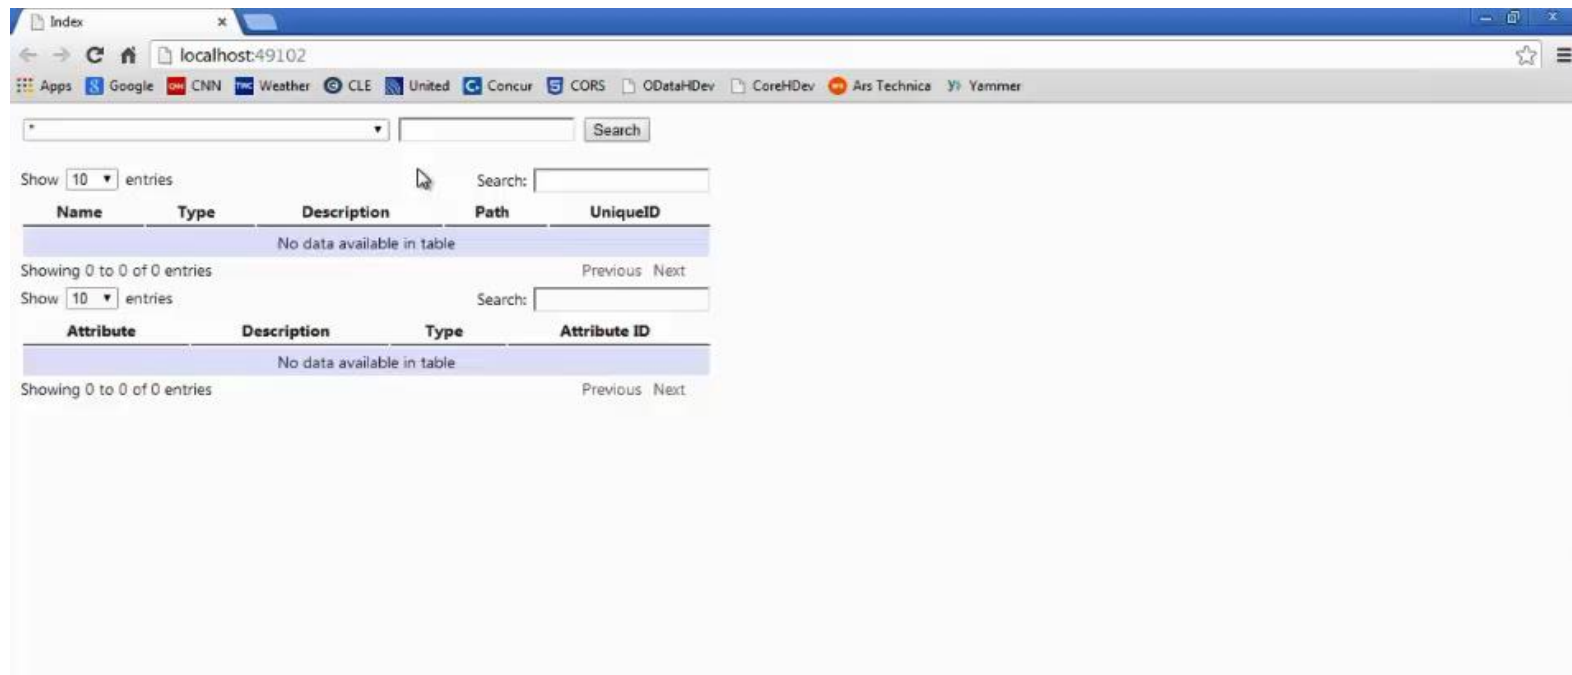 Index
localhost:49102
Apps Google CNN Weather CLE United Concur CORS ODataHDev CoreHDev Ars Technica Yammer
* Search
Show 10 entries Search:
Name Type Description Path UniqueID
No data available in table
Showing 0 to 0 of 0 entries Previous Next
Show 10 entries Search:
Attribute Description Type Attribute ID
No data available in table
Showing 0 to 0 of 0 entries Previous Next